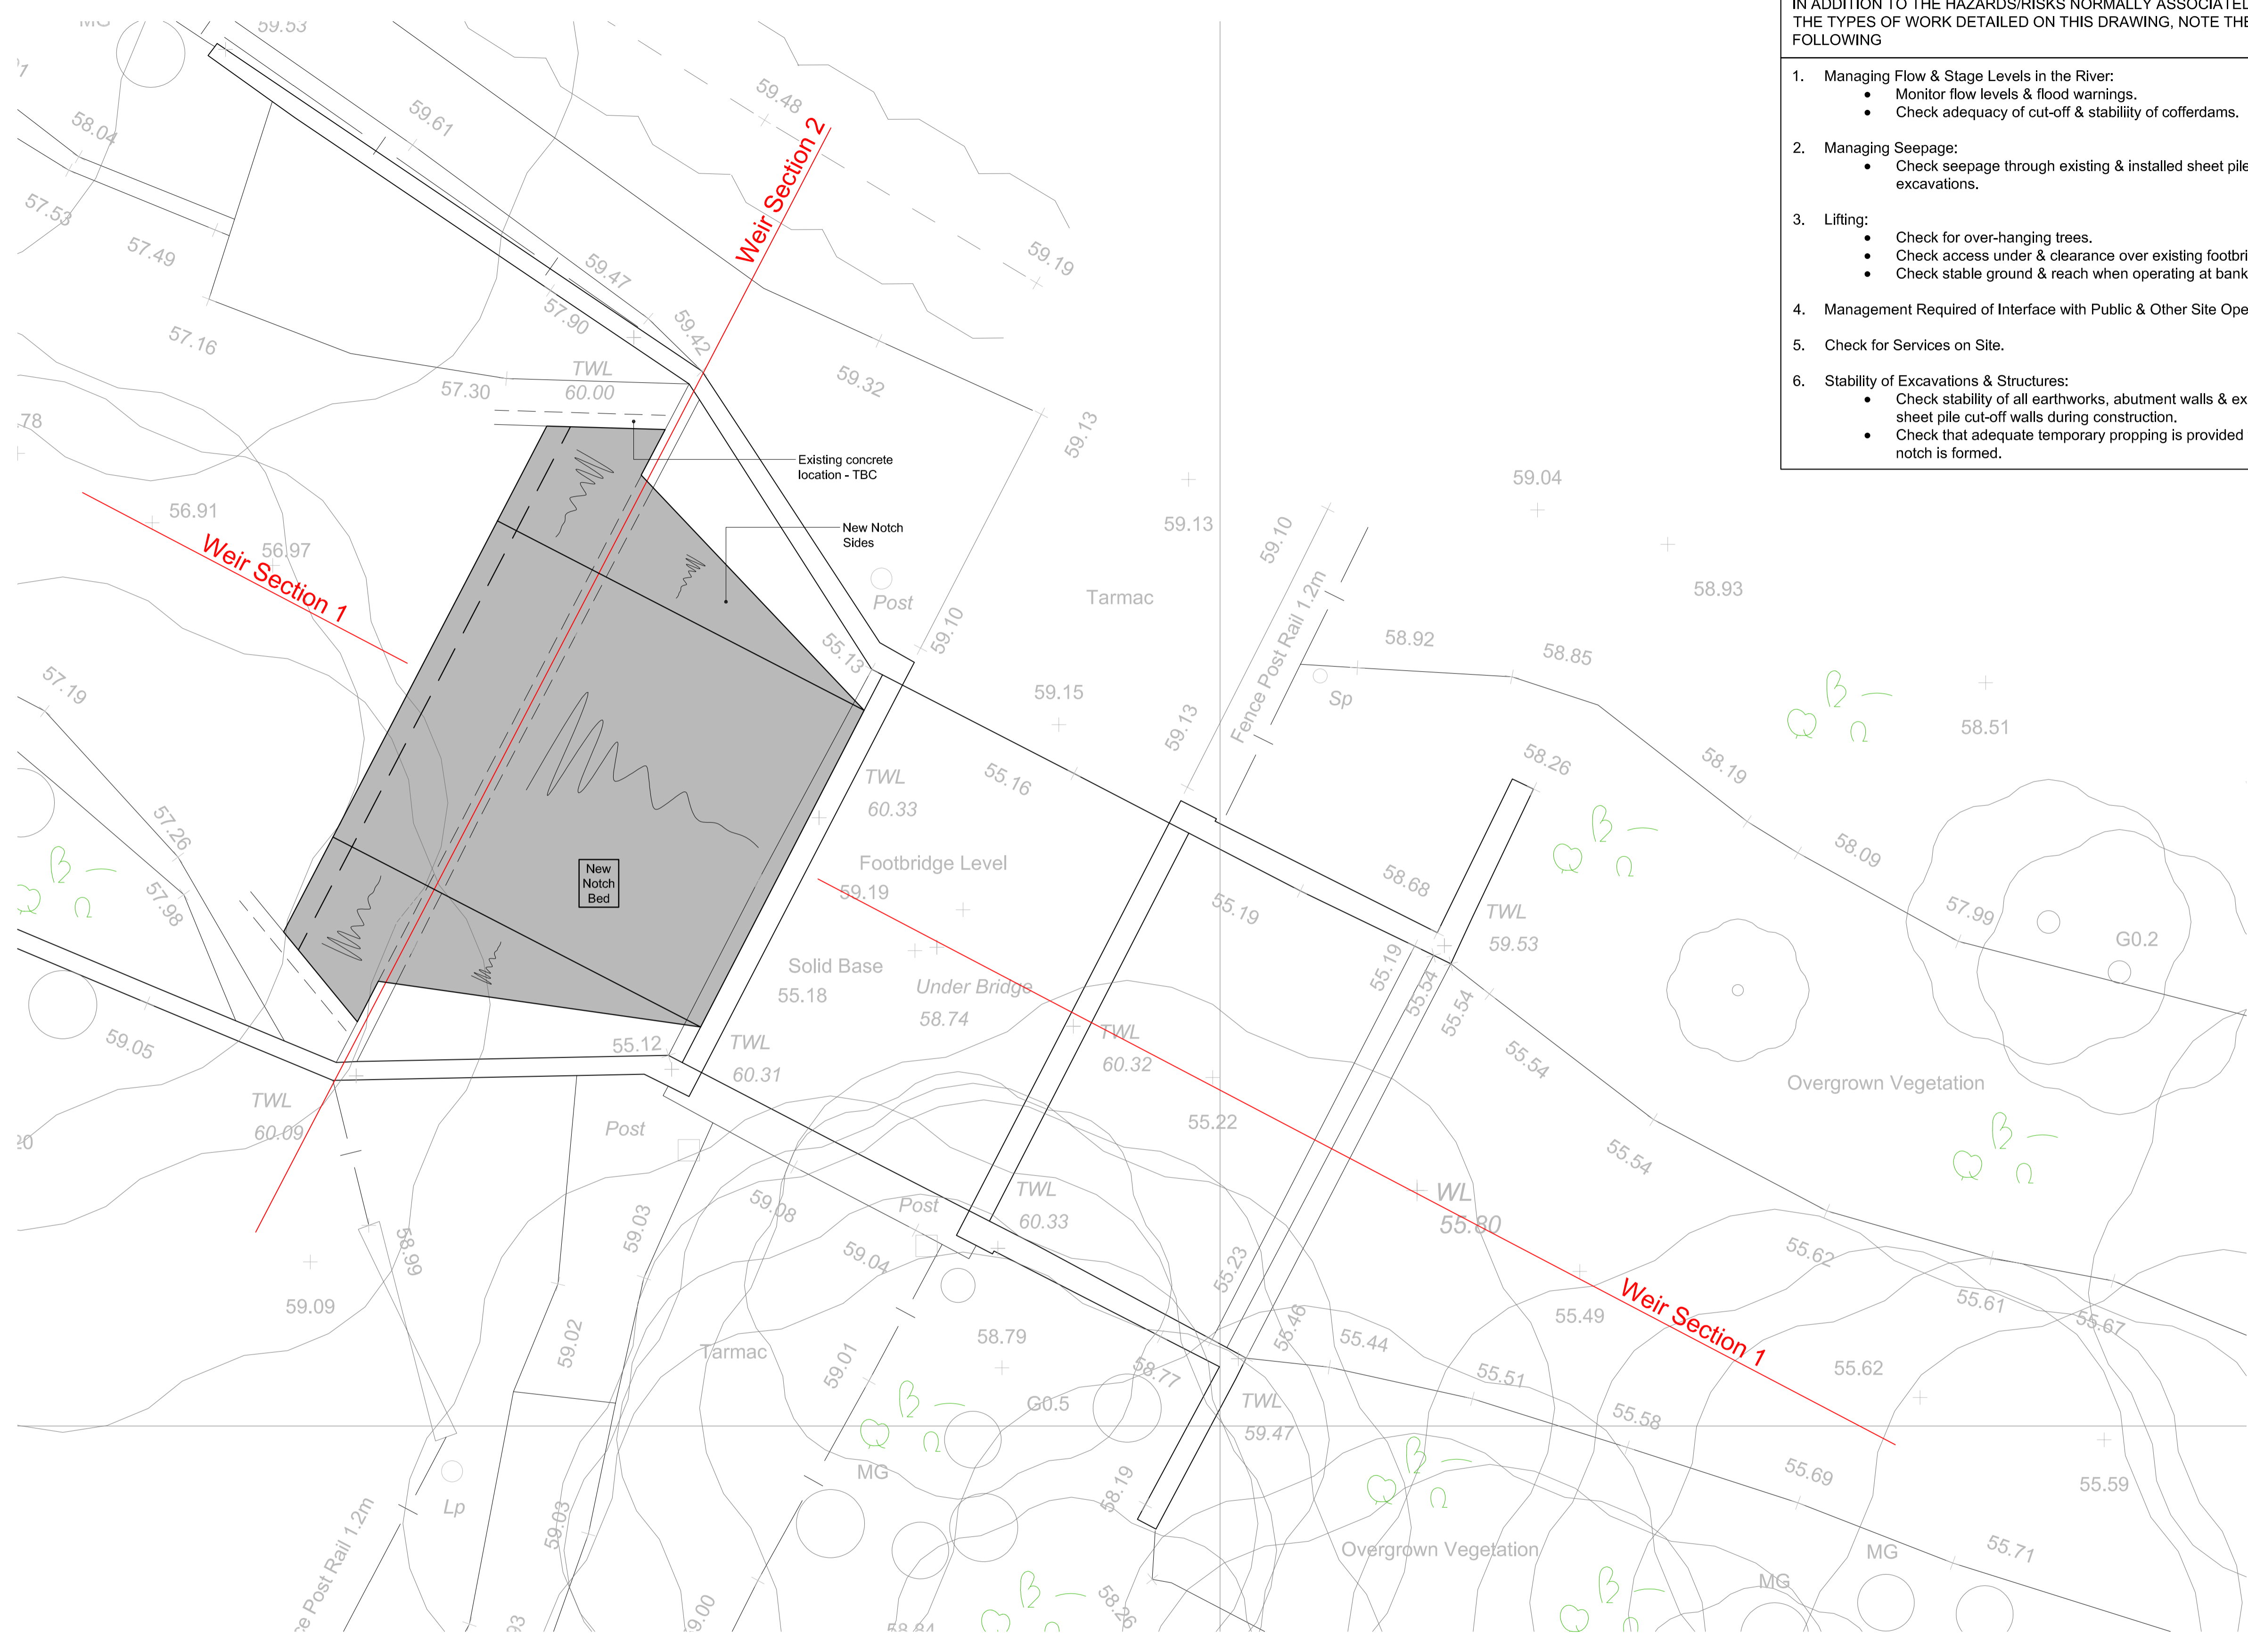 IN ADDITION TO THE HAZARDS/RISKS NORMALLY ASSOCIATED
THE TYPES OF WORK DETAILED ON THIS DRAWING, NOTE THE
FOLLOWING
1. Managing Flow & Stage Levels in the River:
• Monitor flow levels & flood warnings.
• Check adequacy of cut-off & stabiliity of cofferdams.
2. Managing Seepage:
• Check seepage through existing & installed sheet pile
excavations.
3. Lifting:
• Check for over-hanging trees.
• Check access under & clearance over existing footbri
• Check stable ground & reach when operating at bank
4. Management Required of Interface with Public & Other Site Ope
5. Check for Services on Site.
6. Stability of Excavations & Structures:
• Check stability of all earthworks, abutment walls & ex
sheet pile cut-off walls during construction.
• Check that adequate temporary propping is provided
notch is formed.
MG
59.53
58.04
59.61
59.48
57.53
57.49
59.47
59.19
Weir Section 2
57.16
57.90
59.42
TWL
60.00
57.30
59.32
.78
59.13
Existing concrete
location - TBC
59.04
56.91
New Notch
Sides
59.13
59.10
56.97
Weir Section 1
Post
Tarmac
58.93
59.10
55.13
Fence Post Rail 1.2m
58.92
58.85
57.19
59.15
Sp
58.51
59.13
58.26
58.19
TWL
60.33
55.16
57.26
58.09
Footbridge Level
59.19
New
Notch
Bed
58.68
57.98
55.19
TWL
59.53
57.99
G0.2
Solid Base
55.18
Under Bridge
58.74
55.19
55.54
55.54
59.05
55.12
TWL
60.31
TWL
60.32
55.54
Overgrown Vegetation
TWL
60.09
Post
55.22
55.54
20
59.08
Post
TWL
60.33
WL
55.80
59.03
58.99
59.04
55.23
55.62
59.09
55.49
Weir Section 1
55.61
55.67
59.02
58.79
55.46
55.44
Tarmac
59.01
58.77
55.51
55.62
G0.5
TWL
59.47
55.58
MG
58.19
55.69
55.59
Lp
59.03
ce Post Rail 1.2m
Overgrown Vegetation
MG
55.71
MG
58.26
9.00
93
58.84